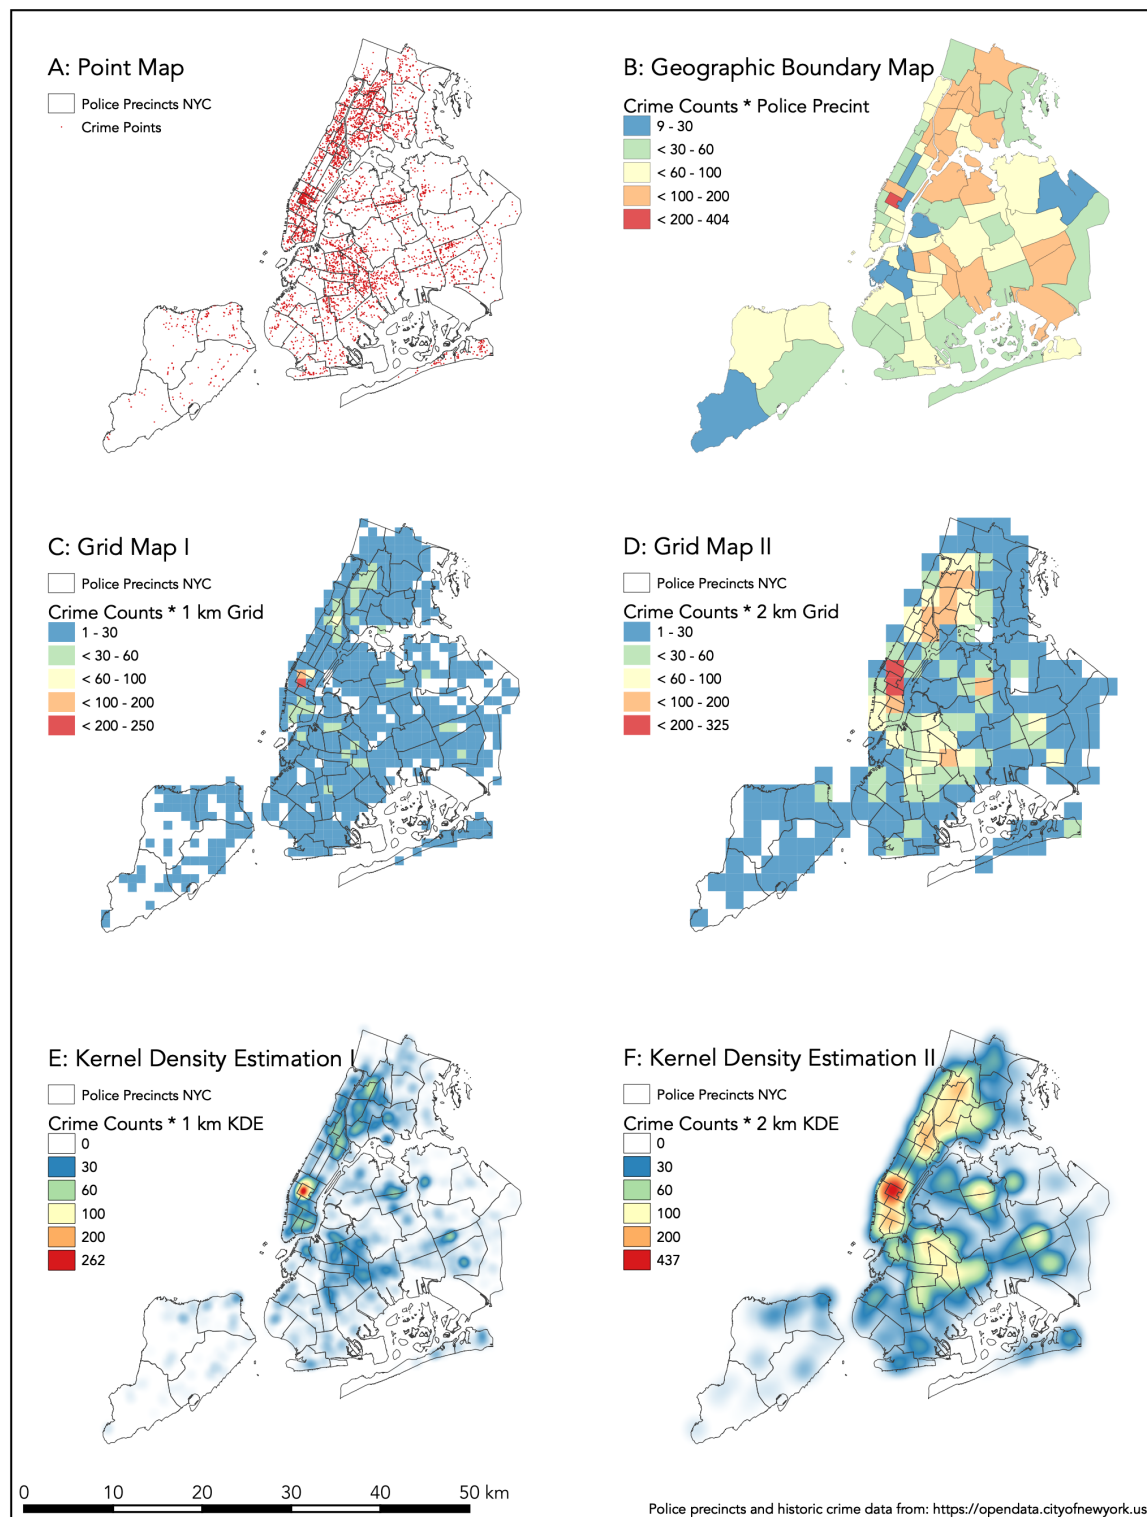 A: Point Map
Police Precincts NYC
Crime Points
B: Geographic Boundary Map
Crime Counts * Police Precint
9 - 30
< 30 - 60
< 60 - 100
< 100 - 200
< 200 - 404
C: Grid Map I
Police Precincts NYC
Crime Counts * 1 km Grid
1 - 30
< 30 - 60
< 60 - 100
< 100 - 200
< 200 - 250
D: Grid Map II
Police Precincts NYC
Crime Counts * 2 km Grid
1 - 30
< 30 - 60
< 60 - 100
< 100 - 200
< 200 - 325
E: Kernel Density Estimation I
Police Precincts NYC
Crime Counts * 1 km KDE
0
30
60
100
200
262
F: Kernel Density Estimation II
Police Precincts NYC
Crime Counts * 2 km KDE
0
30
60
100
200
437
0 10 20 30 40 50 km
Police precincts and historic crime data from: https://opendata.cityofnewyork.us